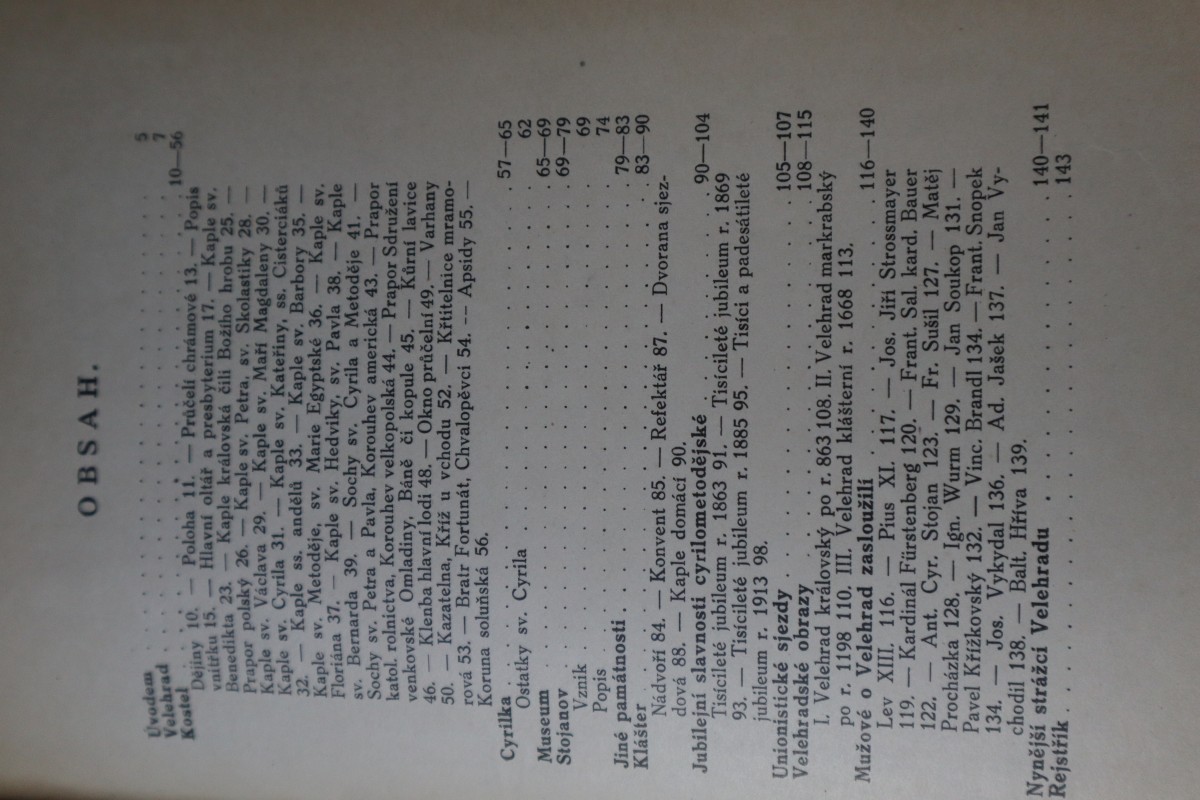 OBSAH.
Úvodem . . . . . . . . . . 5
Velehrad . . . . . . . . . . 7
Kostel . . . . . . . . . . 10—56
Dějiny 10. — Poloha 11. — Průčelí chrámové 13. — Popis
vnitřku 15. — Hlavní oltář a presbyterium 17. — Kaple sv.
Benedikta 23. — Kaple královská čili Božího hrobu 25. —
Prapor polský 26. — Kaple sv. Petra, sv. Skolastiky 28. —
Kaple sv. Václava 29. — Kaple sv. Maří Magdaleny 30. —
Kaple sv. Cyrila 31. — Kaple sv. Kateřiny, ss. Cisterciáků
32. — Kaple ss. andělů 33. — Kaple sv. Barbory 35. —
Kaple sv. Metoděje, sv. Marie Egyptské 36. — Kaple sv.
Floriána 37. — Kaple sv. Hedviky, sv. Pavla 38. — Kaple
sv. Bernarda 39. — Sochy sv. Cyrila a Metoděje 41. —
Sochy sv. Petra a Pavla, Korouhev americká 43. — Prapor
katol. rolnictva, Korouhev velkopolská 44. — Prapor Sdružení
venkovské Omladiny, Báně či kopule 45. — Kůrní lavice
46. — Klenba hlavní lodi 48. — Okno průčelní 49. — Varhany
50. — Kazatelna, Kříž u vchodu 52. — Křtitelnice mramo-
rová 53. — Bratr Fortunát, Chvalopěvci 54. -- Apsidy 55. —
Koruna soluňská 56.
Cyrilka . . . . . . . . . . 57—65
Ostatky sv. Cyrila . . . . . . . . . . 62
Museum . . . . . . . . . . 65—69
Stojanov . . . . . . . . . . 69—79
Vznik . . . . . . . . . . 69
Popis . . . . . . . . . . 74
Jiné památnosti . . . . . . . . . . 79—83
Klášter . . . . . . . . . . 83—90
Nádvoří 84. — Konvent 85. — Refektář 87. — Dvorana sjez-
dová 88. — Kaple domácí 90.
Jubilejní slavnosti cyrilometodějské . . . . . . . . . . 90—104
Tisícileté jubileum r. 1863 91. — Tisícileté jubileum r. 1869
93. — Tisícileté jubileum r. 1885 95. — Tisící a padesátileté
jubileum r. 1913 98.
Unionistické sjezdy . . . . . . . . . . 105—107
Velehradské obrazy . . . . . . . . . . 108—115
I. Velehrad královský po r. 863 108. II. Velehrad markrabský
po r. 1198 110. III. Velehrad klášterní r. 1668 113.
Mužové o Velehrad zasloužilí . . . . . . . . . . 116—140
Lev XIII. 116. — Pius XI. 117. — Jos. Jiří Strossmayer
119. — Kardinál Fürstenberg 120. — Frant. Sal. kard. Bauer
122. — Ant. Cyr. Stojan 123. — Fr. Sušil 127. — Matěj
Procházka 128. — Ign. Wurm 129. — Jan Soukop 131. —
Pavel Křížkovský 132. — Vinc. Brandl 134. — Frant. Snopek
134. — Jos. Vykydal 136. — Ad. Jašek 137. — Jan Vy-
chodil 138. — Balt. Hříva 139.
Nynější strážci Velehradu . . . . . . . . . . 140—141
Rejstřík . . . . . . . . . . 143